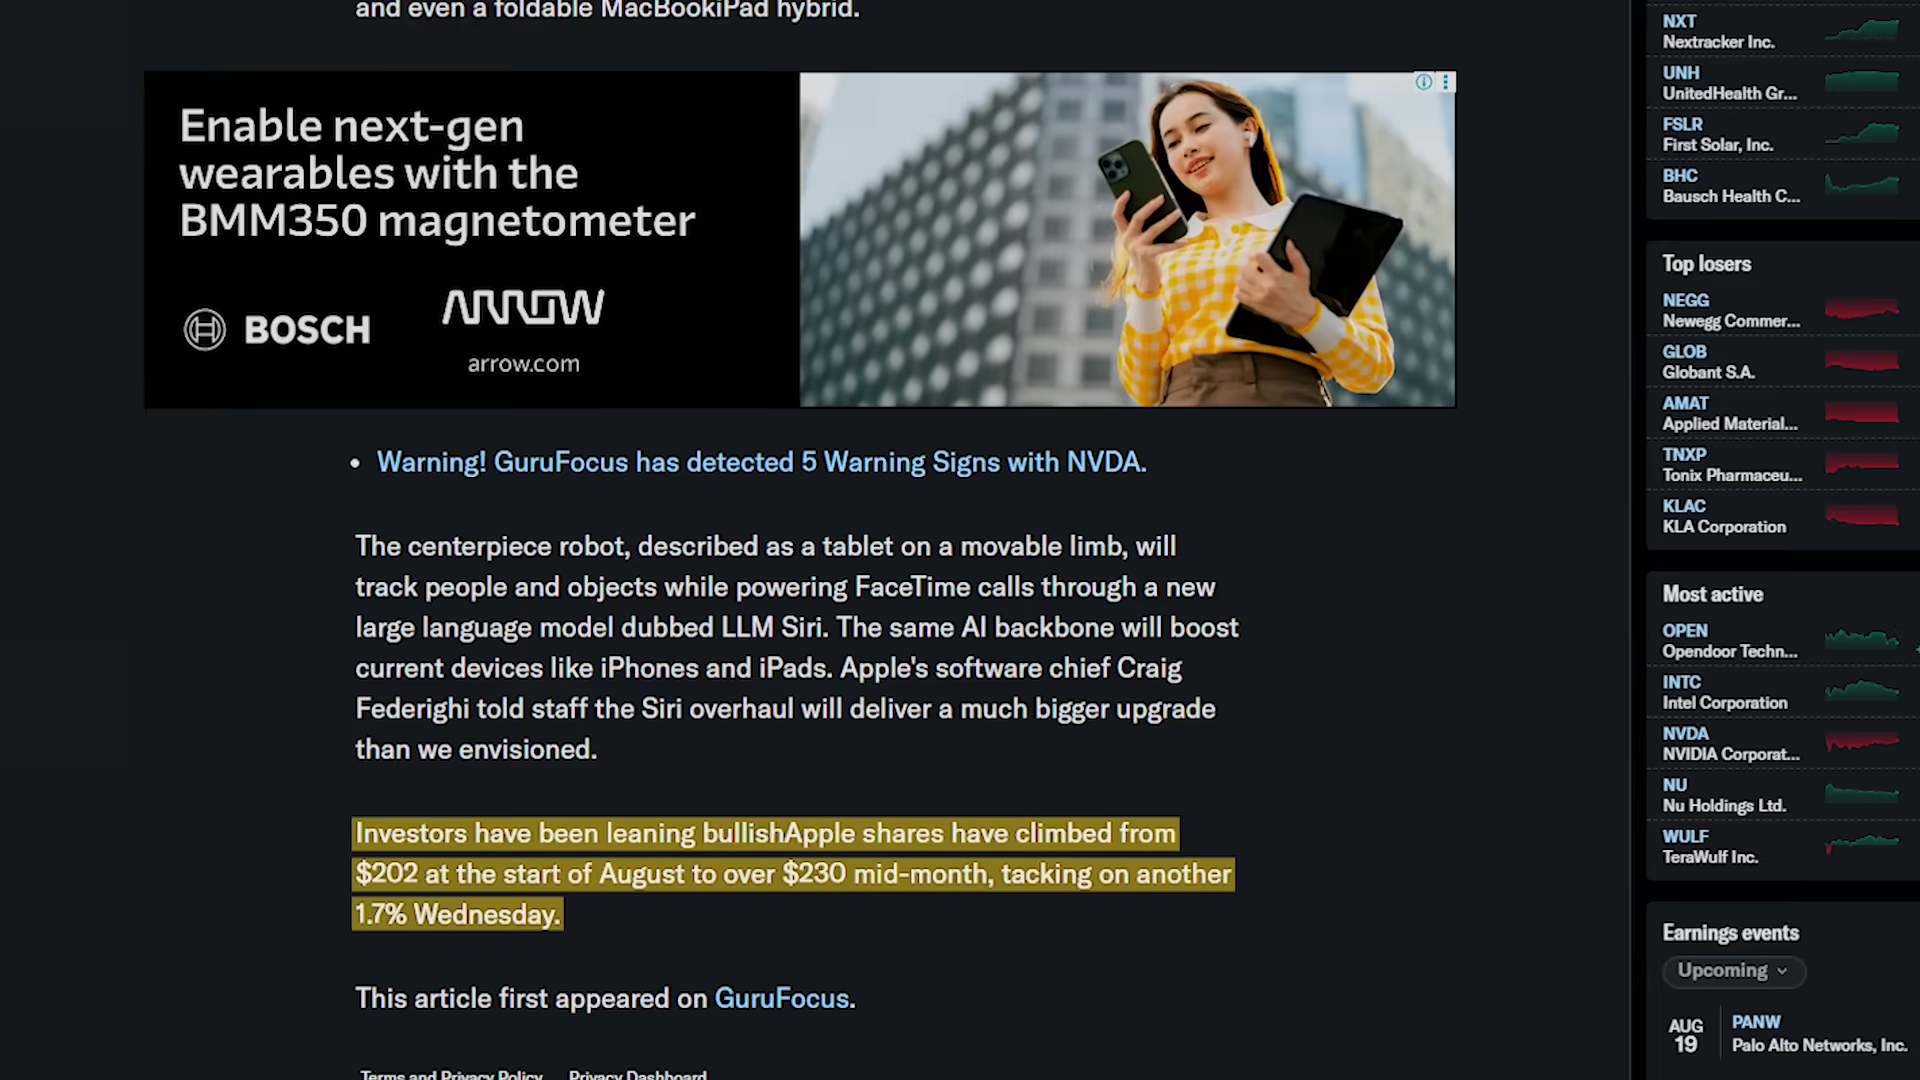 and even a foldable MacBookiPad hybrid.
Enable next-gen
wearables with the
BMM350 magnetometer
BOSCH
ARROW
arrow.com
Warning! GuruFocus has detected 5 Warning Signs with NVDA.
The centerpiece robot, described as a tablet on a movable limb, will
track people and objects while powering FaceTime calls through a new
large language model dubbed LLM Siri. The same AI backbone will boost
current devices like iPhones and iPads. Apple's software chief Craig
Federighi told staff the Siri overhaul will deliver a much bigger upgrade
than we envisioned.
Investors have been leaning bullishApple shares have climbed from
$202 at the start of August to over $230 mid-month, tacking on another
1.7% Wednesday.
This article first appeared on GuruFocus.
Terms and Privacy Policy Privacy Dashboard
NXT
Nextracker Inc.
UNH
UnitedHealth Gr...
FSLR
First Solar, Inc.
BHC
Bausch Health C...
Top losers
NEGG
Newegg Commer...
GLOB
Globant S.A.
AMAT
Applied Material...
TNXP
Tonix Pharmaceu...
KLAC
KLA Corporation
Most active
OPEN
Opendoor Techn...
INTC
Intel Corporation
NVDA
NVIDIA Corporat...
NU
Nu Holdings Ltd.
WULF
TeraWulf Inc.
Earnings events
Upcoming
AUG
19
PANW
Palo Alto Networks, Inc.